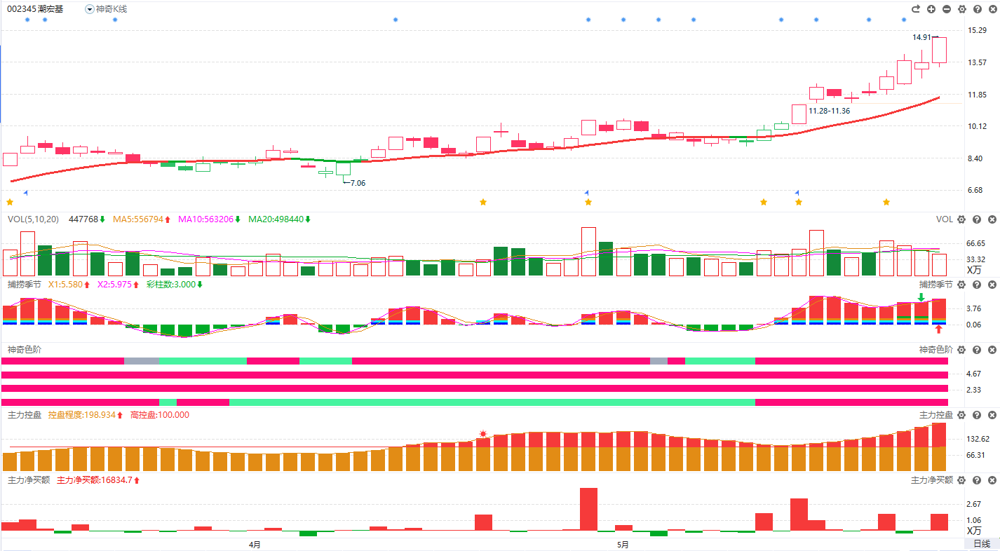 002345 潮宏基 神奇K线
15.29
14.91
13.57
11.85
11.28-11.36
10.12
8.40
7.06
6.68
VOL(5,10,20) 447768 MA5:556794 MA10:563206 MA20:498440 VOL
66.65
33.32
X万
捕捞季节 X1:5.580 X2:5.975 彩柱数:3.000 捕捞季节
3.76
0.06
神奇色阶 神奇色阶
4.67
2.33
主力控盘 控盘程度:198.934 高控盘:100.000 主力控盘
132.62
66.31
主力净买额 主力净买额:16834.7 主力净买额
2.67
1.06
X万
4月 5月 日线